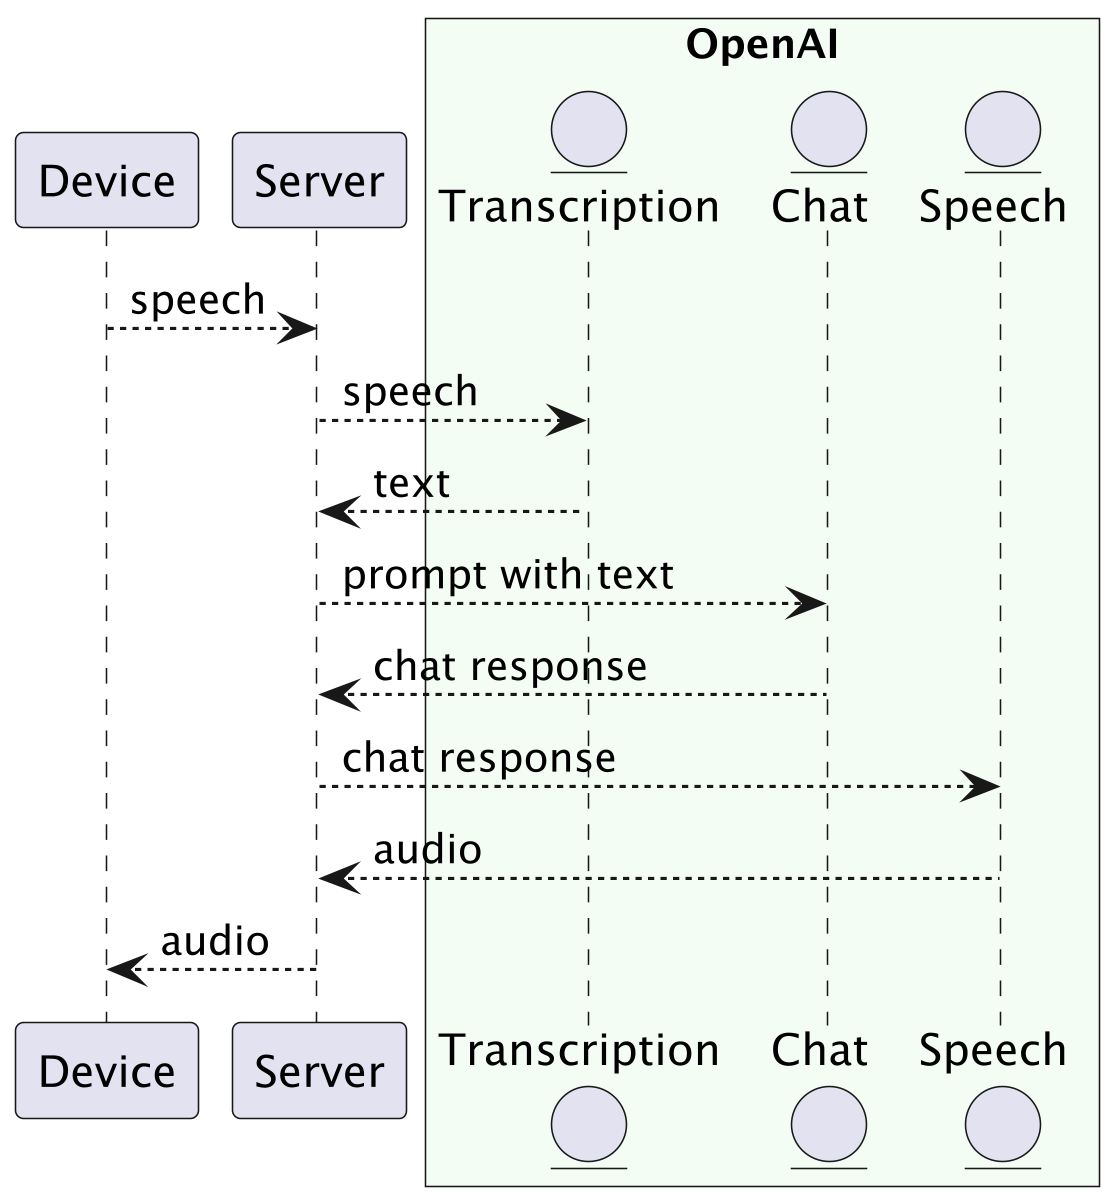 OpenAI
Device
Server
Transcription
Chat
Speech
speech
speech
text
prompt with text
chat response
chat response
audio
audio
Device
Server
Transcription
Chat
Speech